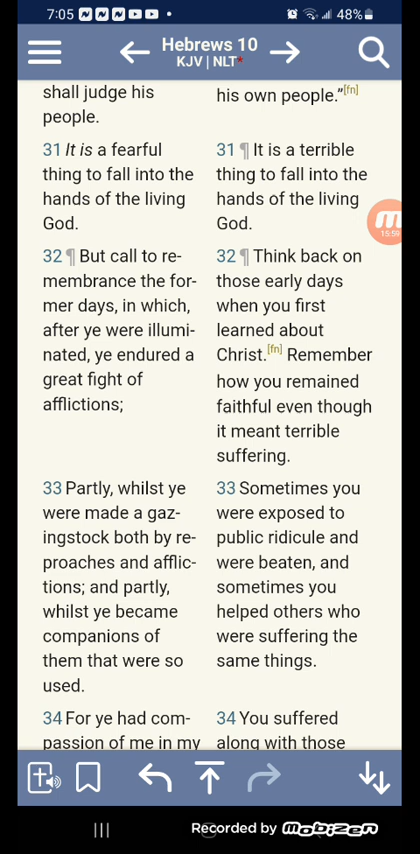 7:05 48%
Hebrews 10
KJV | NLT*
shall judge his
people.
31 It is a fearful
thing to fall into the
hands of the living
God.
32 ¶ But call to re-
membrance the for-
mer days, in which,
after ye were illumi-
nated, ye endured a
great fight of
afflictions;
33 Partly, whilst ye
were made a gaz-
ingstock both by re-
proaches and afflic-
tions; and partly,
whilst ye became
companions of
them that were so
used.
34 For ye had com-
passion of me in my
his own people.”[fn]
31 ¶ It is a terrible
thing to fall into the
hands of the living
God.
32 ¶ Think back on
those early days
when you first
learned about
Christ.[fn] Remember
how you remained
faithful even though
it meant terrible
suffering.
33 Sometimes you
were exposed to
public ridicule and
were beaten, and
sometimes you
helped others who
were suffering the
same things.
34 You suffered
along with those
15:59
Recorded by Mobizen